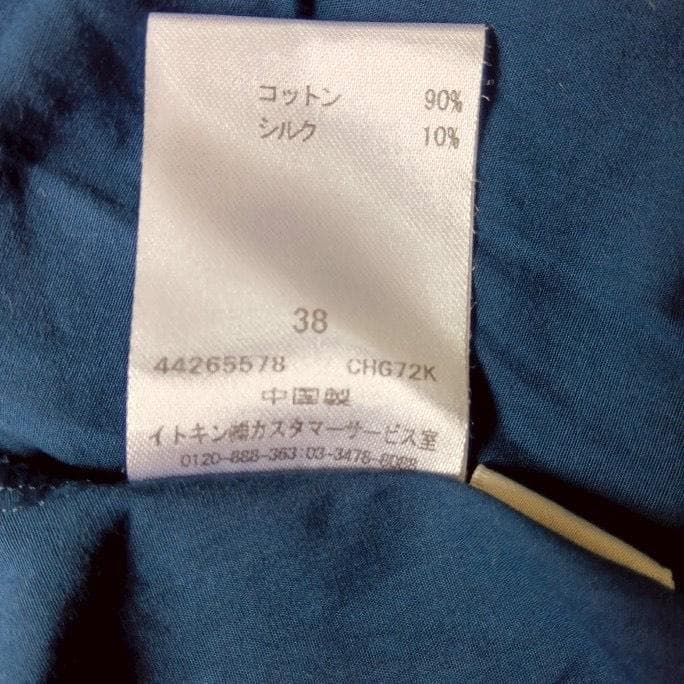 コットン 90%
シルク 10%
38
44265578 CHG72K
中国製
イトキン㈱カスタマーサービス室
0120-888-363:03-3478-8088